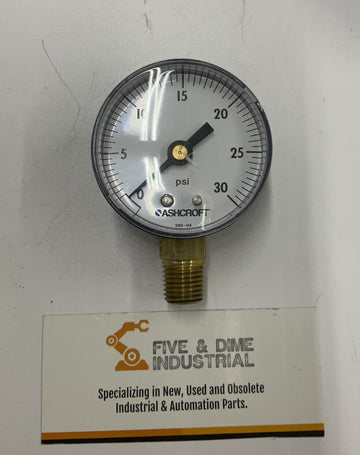 15
20
5
25
psi
0
30
ASHCROFT
FIVE & DIME
INDUSTRIAL
Specializing in New, Used and Obsolete
Industrial & Automation Parts.